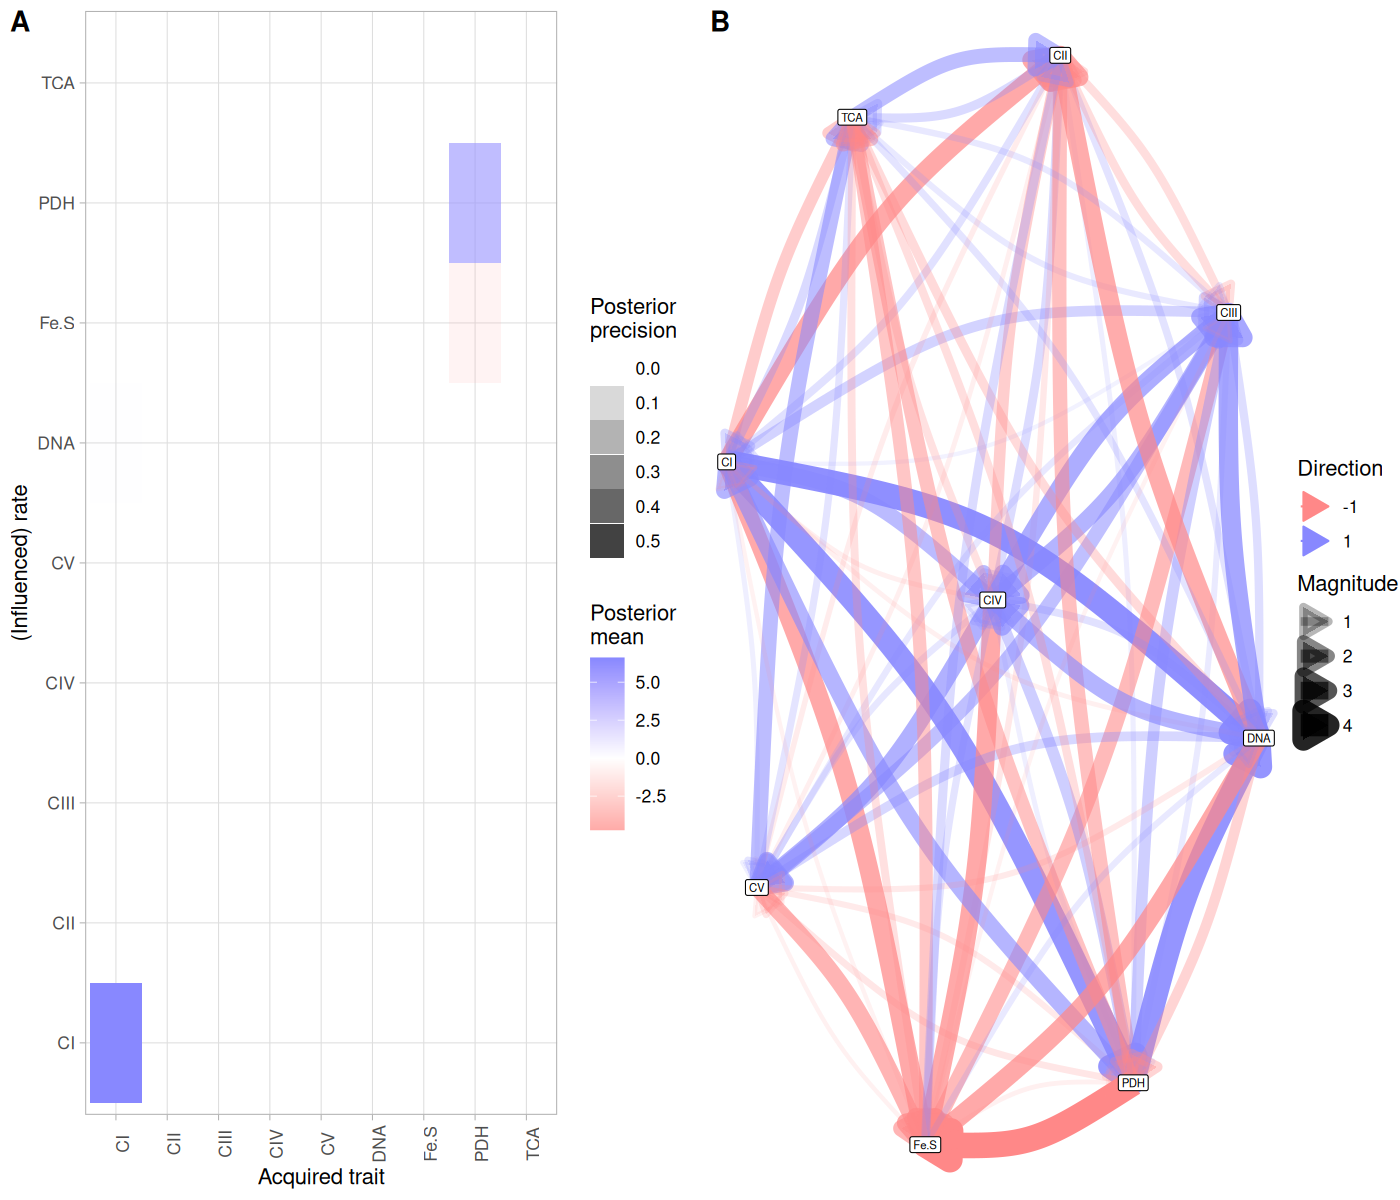 A
TCA
PDH
Fe.S
DNA
CV
CIV
CIII
CII
CI
(Influenced) rate
CI
CII
CIII
CIV
CV
DNA
Fe.S
PDH
TCA
Acquired trait
Posterior
precision
0.0
0.1
0.2
0.3
0.4
0.5
Posterior
mean
5.0
2.5
0.0
-2.5
B
CII
TCA
CIII
CI
CIV
DNA
CV
PDH
Fe.S
Direction
-1
1
Magnitude
1
2
3
4